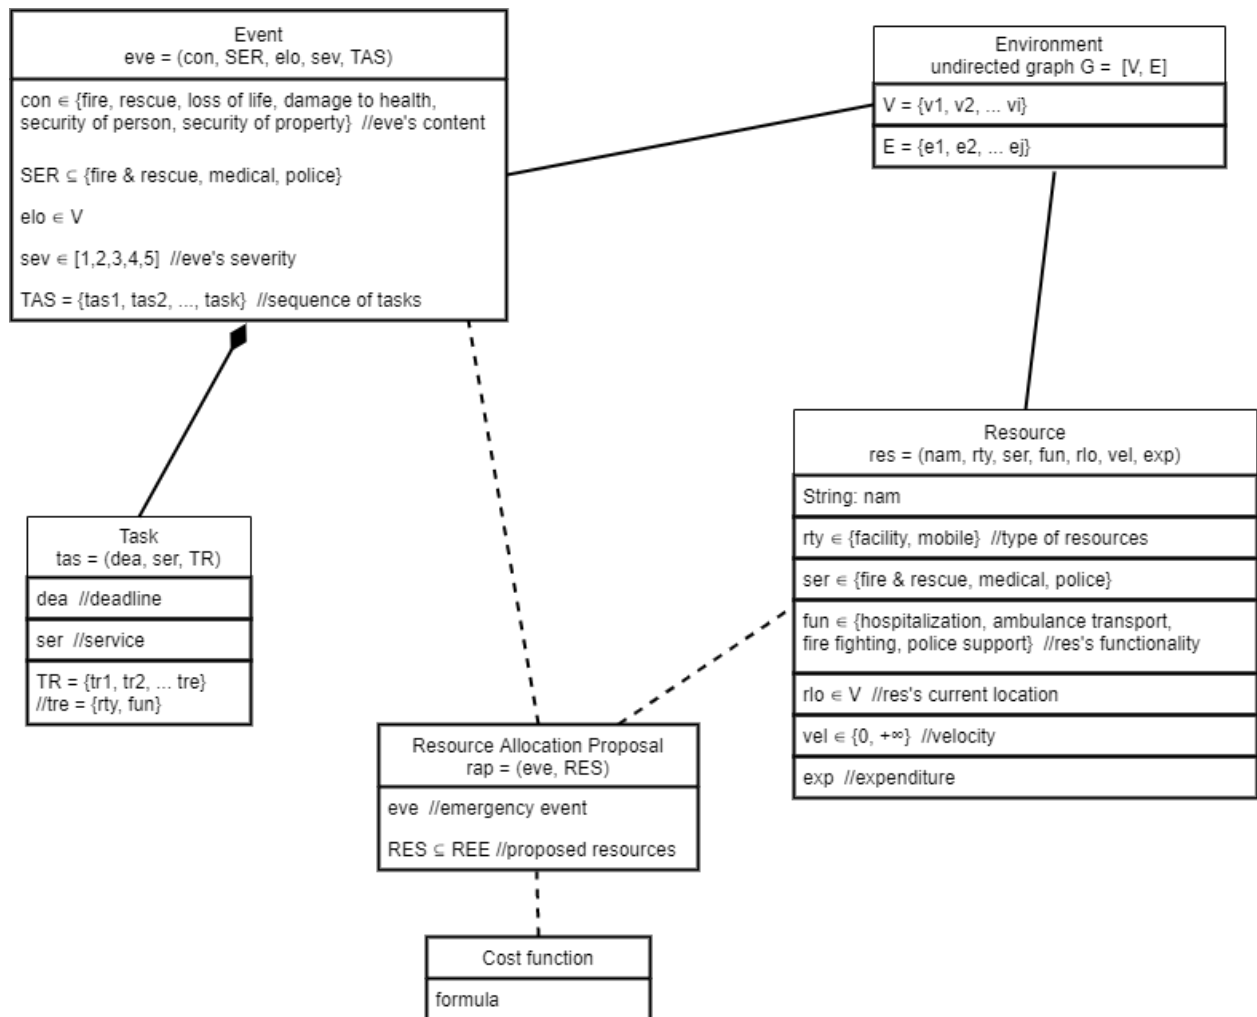 Event
eve = (con, SER, elo, sev, TAS)
con ∈ {fire, rescue, loss of life, damage to health,
security of person, security of property}  //eve's content
SER ⊆ {fire & rescue, medical, police}
elo ∈ V
sev ∈ [1,2,3,4,5]  //eve's severity
TAS = {tas1, tas2, ..., task}  //sequence of tasks
Environment
undirected graph G =  [V, E]
V = {v1, v2, ... vi}
E = {e1, e2, ... ej}
Task
tas = (dea, ser, TR)
dea  //deadline
ser  //service
TR = {tr1, tr2, ... tre}
//tre = {rty, fun}
Resource
res = (nam, rty, ser, fun, rlo, vel, exp)
String: nam
rty ∈ {facility, mobile}  //type of resources
ser ∈ {fire & rescue, medical, police}
fun ∈ {hospitalization, ambulance transport,
fire fighting, police support}  //res's functionality
rlo ∈ V  //res's current location
vel ∈ {0, +∞}  //velocity
exp  //expenditure
Resource Allocation Proposal
rap = (eve, RES)
eve  //emergency event
RES ⊆ REE //proposed resources
Cost function
formula